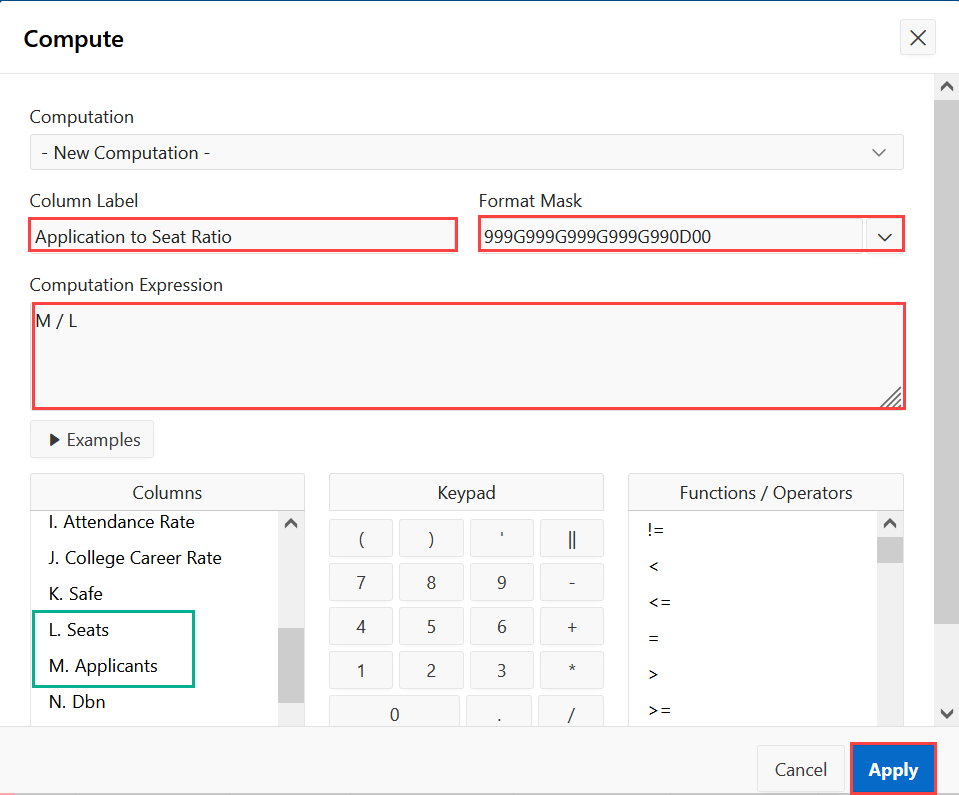 Compute
Computation
- New Computation -
Column Label
Format Mask
Application to Seat Ratio
999G999G999G999G990D00
Computation Expression
M / L
Examples
Columns
I. Attendance Rate
J. College Career Rate
K. Safe
L. Seats
M. Applicants
N. Dbn
Keypad
( ) ' ||
7 8 9 -
4 5 6 +
1 2 3 *
0 . /
Functions / Operators
!=
<
<=
=
>
>=
Cancel
Apply